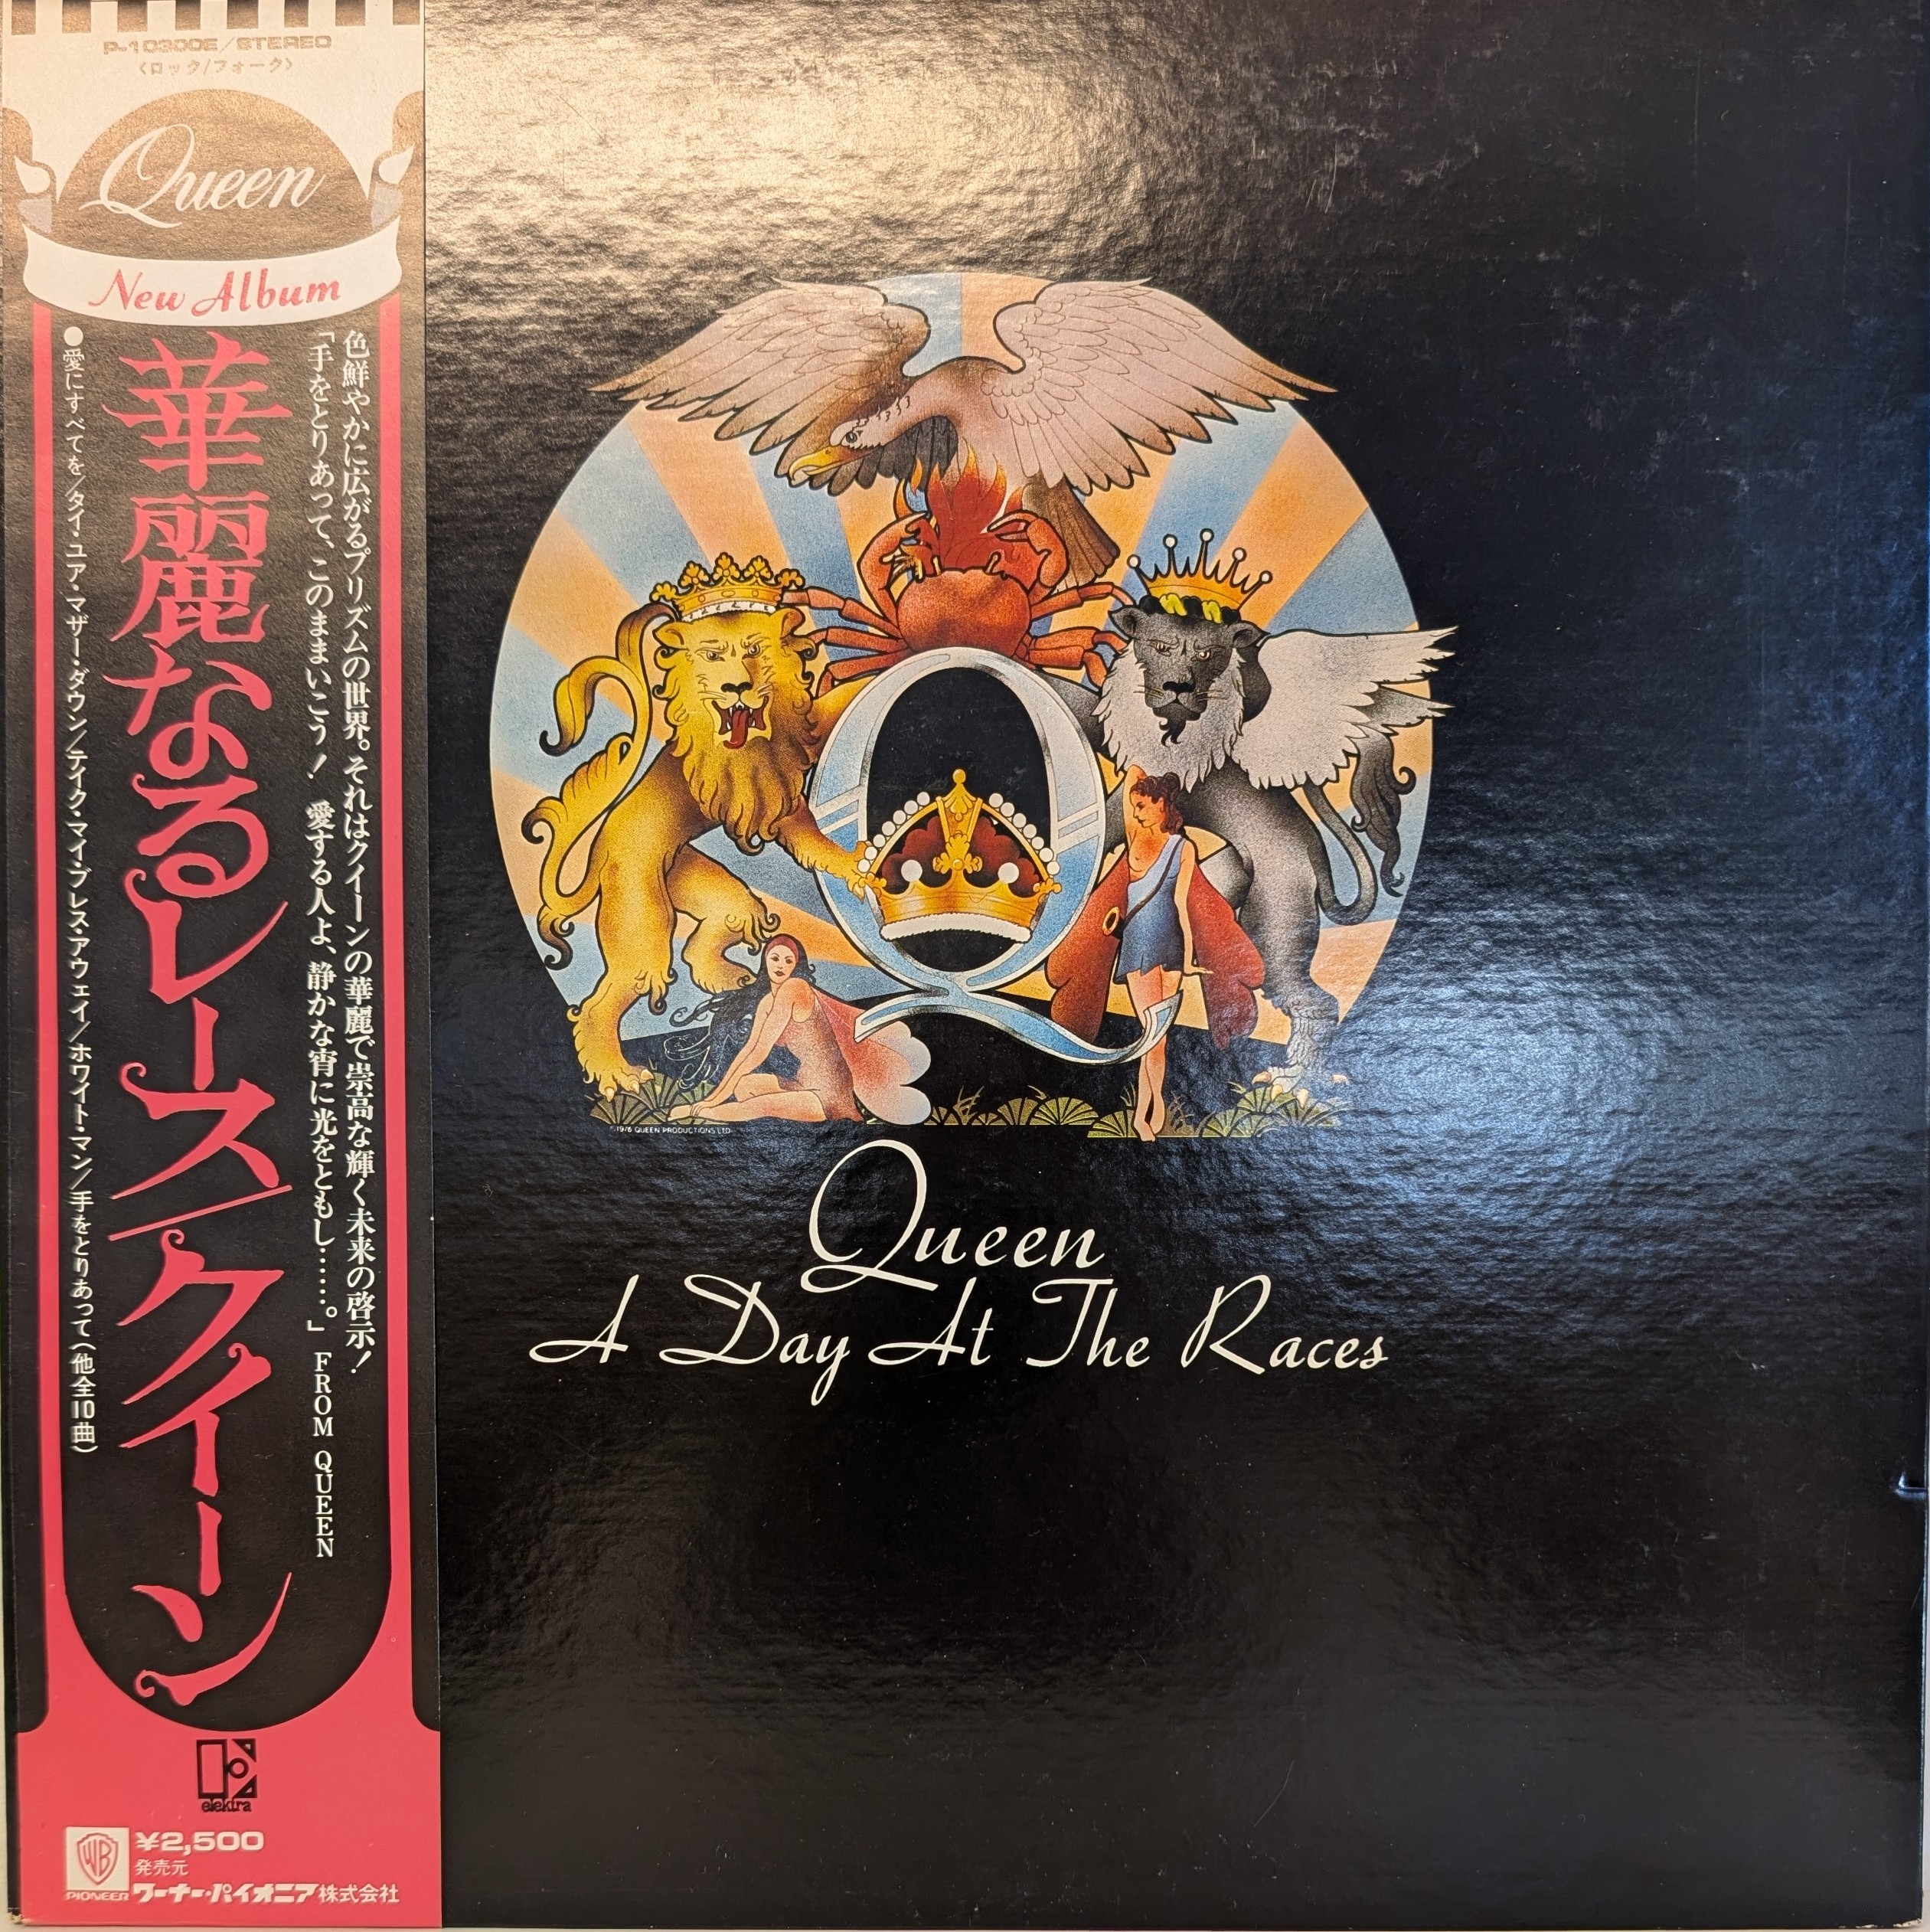 P-10300E/STEREO
〈ロック/フォーク〉
Queen
New Album
色鮮やかに広がるプリズムの世界。それはクイーンの華麗で崇高な輝く未来の啓示！
「手をとりあって、このままいこう！ 愛する人よ、静かな宵に光をともし……。」 FROM QUEEN
華麗なるレース/クイーン
●愛にすべてを/タイ・ユア・マザー・ダウン/テイク・マイ・ブレス・アウェイ/ホワイト・マン/手をとりあって(他全10曲)
elektra
WB
PIONEER
¥2,500
発売元
ワーナー・パイオニア株式会社
©1976 QUEEN PRODUCTIONS LTD
Queen
A Day At The Races